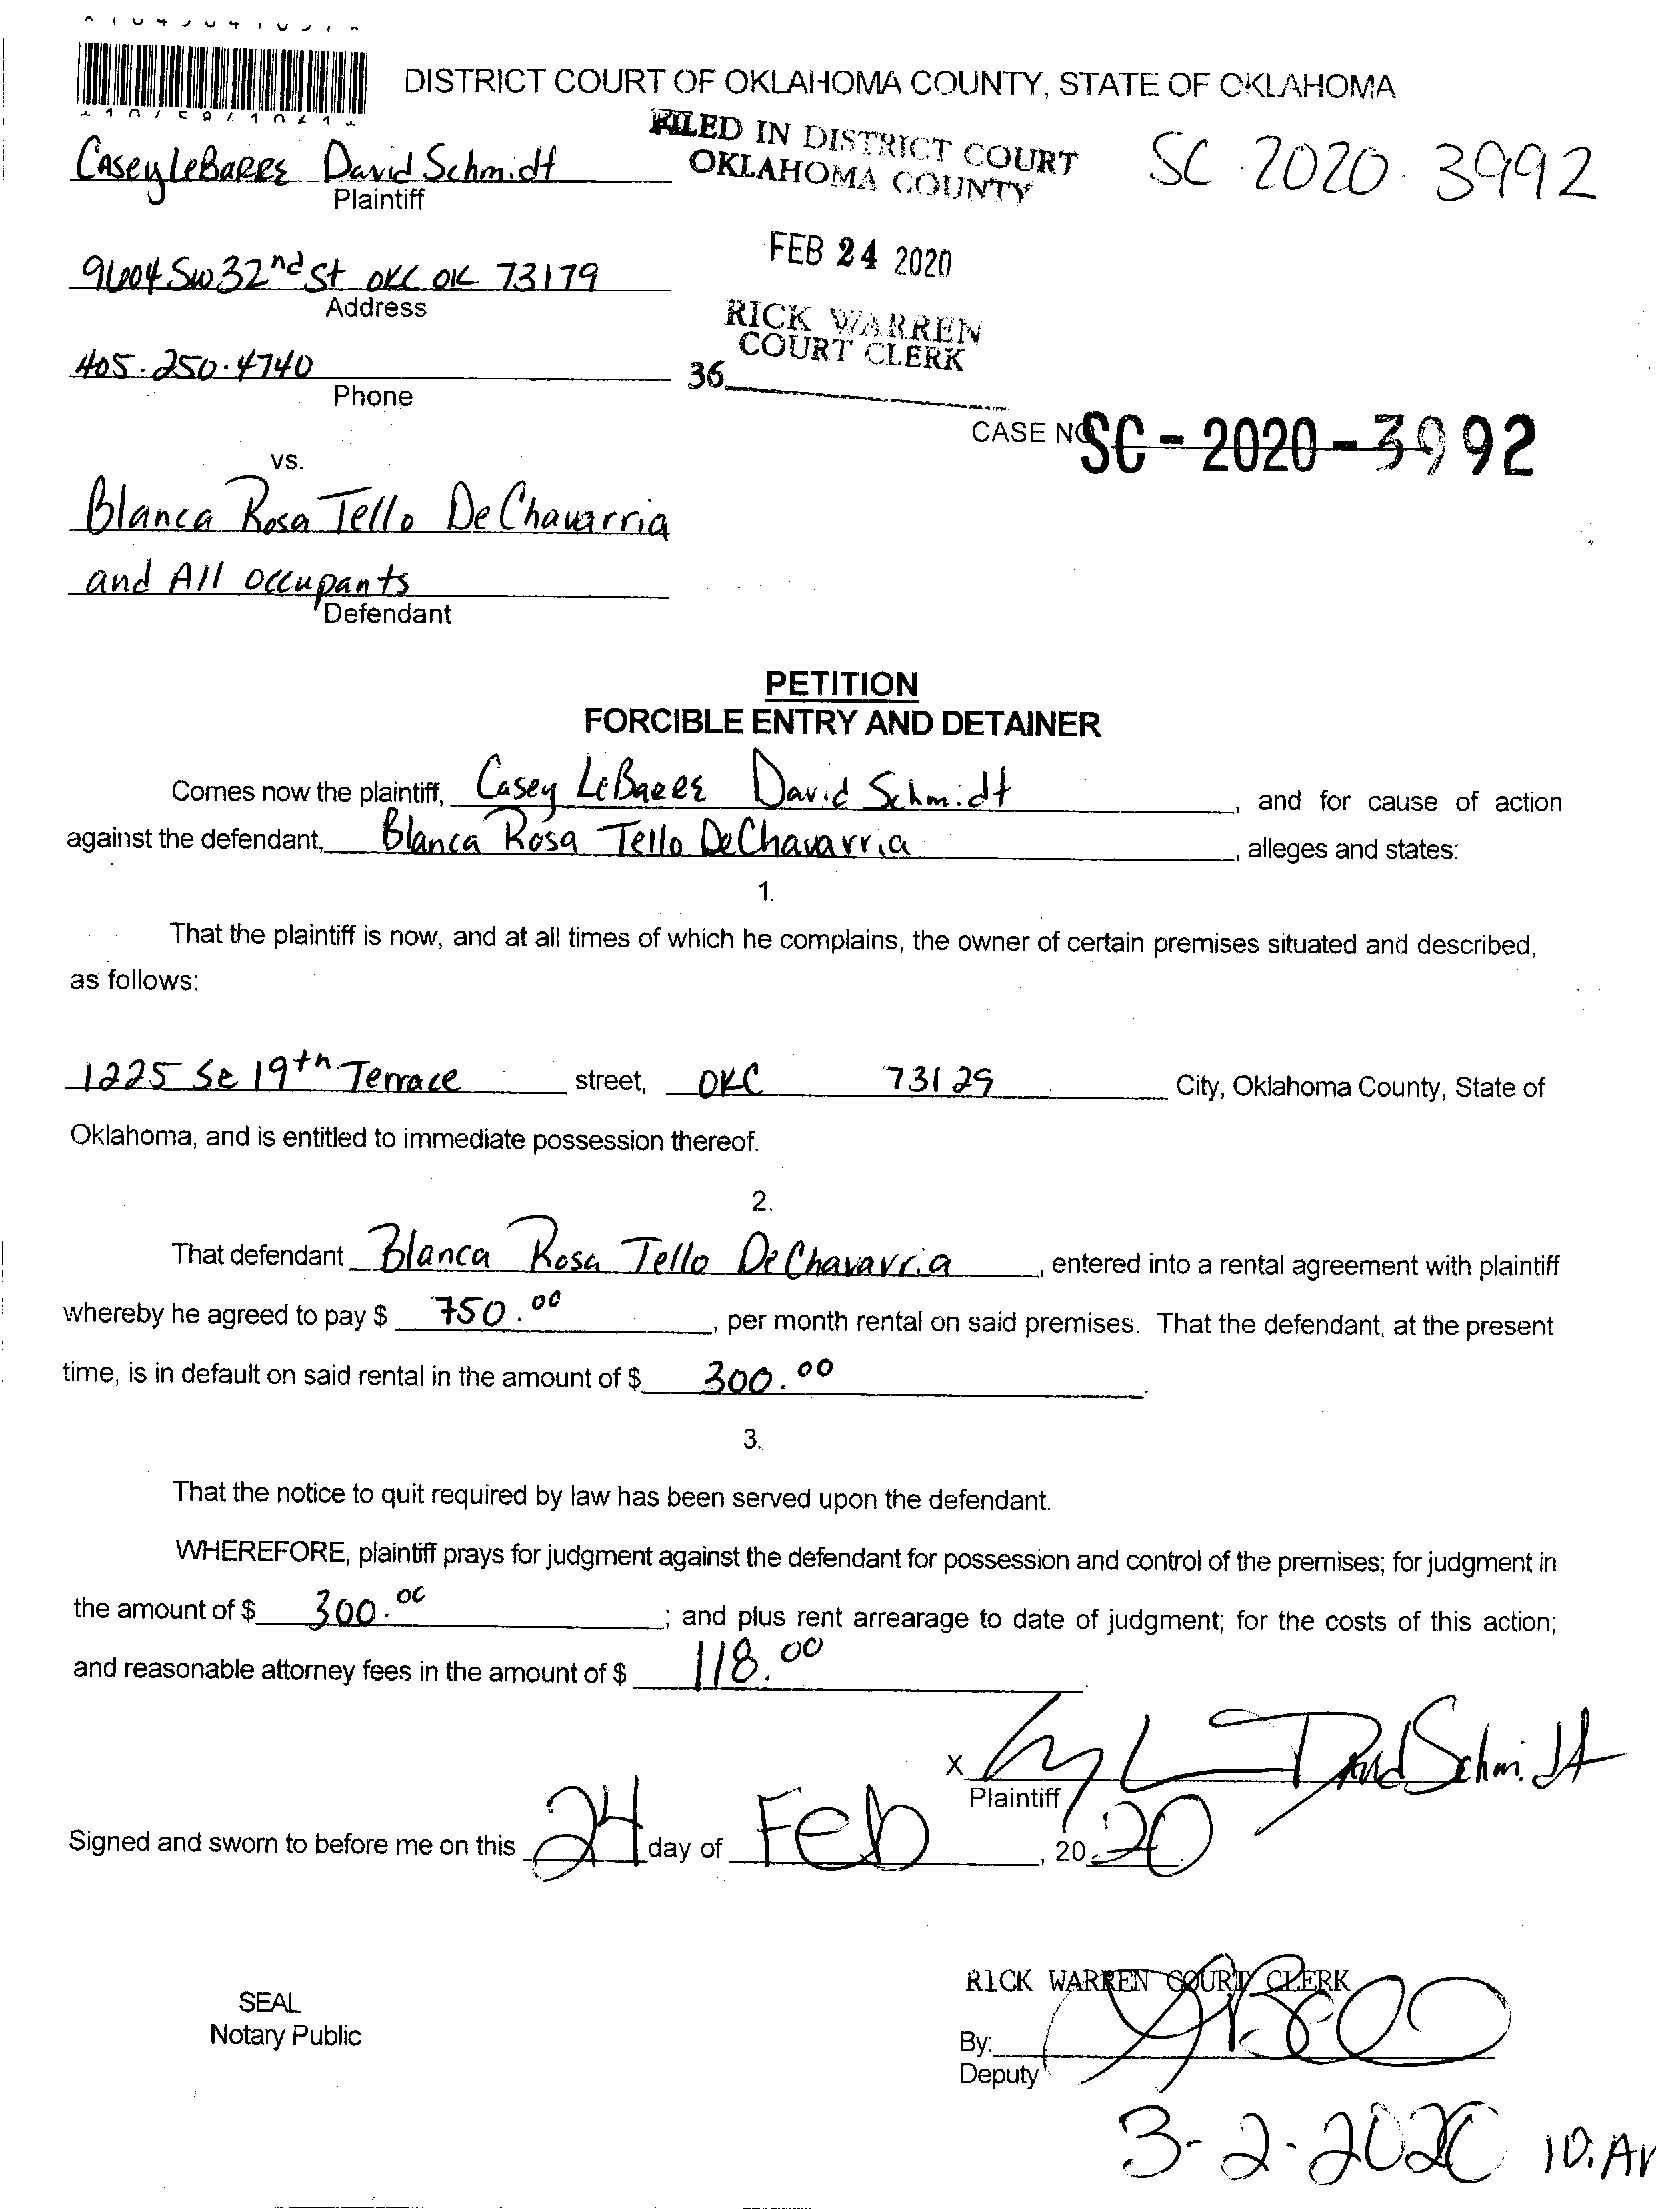 DISTRICT COURT OF OKLAHOMA COUNTY, STATE OF OKLAHOMA
FILED IN DISTRICT COURT
OKLAHOMA COUNTY
SC 2020-3992
Casey LeBarre David Schmidt
Plaintiff
FEB 24 2020
9604 SW 32nd St OKC OK 73179
Address
RICK WARREN
COURT CLERK
405.250.4740
Phone
36
CASE NO
SC-2020-3992
vs.
Blanca Rosa Tello De Chavarria
and All occupants
Defendant
PETITION
FORCIBLE ENTRY AND DETAINER
Comes now the plaintiff, Casey LeBarre David Schmidt, and for cause of action
against the defendant, Blanca Rosa Tello DeChavarria, alleges and states:
1.
That the plaintiff is now, and at all times of which he complains, the owner of certain premises situated and described,
as follows:
1225 SE 19th Terrace street, OKC 73129 City, Oklahoma County, State of
Oklahoma, and is entitled to immediate possession thereof.
2.
That defendant Blanca Rosa Tello De Chavarria, entered into a rental agreement with plaintiff
whereby he agreed to pay $ 750.00, per month rental on said premises. That the defendant, at the present
time, is in default on said rental in the amount of $ 300.00.
3.
That the notice to quit required by law has been served upon the defendant.
WHEREFORE, plaintiff prays for judgment against the defendant for possession and control of the premises; for judgment in
the amount of $ 300.00; and plus rent arrearage to date of judgment; for the costs of this action;
and reasonable attorney fees in the amount of $ 118.00
X David Schmidt
Plaintiff
Signed and sworn to before me on this 24 day of Feb, 20 20
RICK WARREN COURT CLERK
SEAL
Notary Public
By:
Deputy
3-2-2020 10:AM